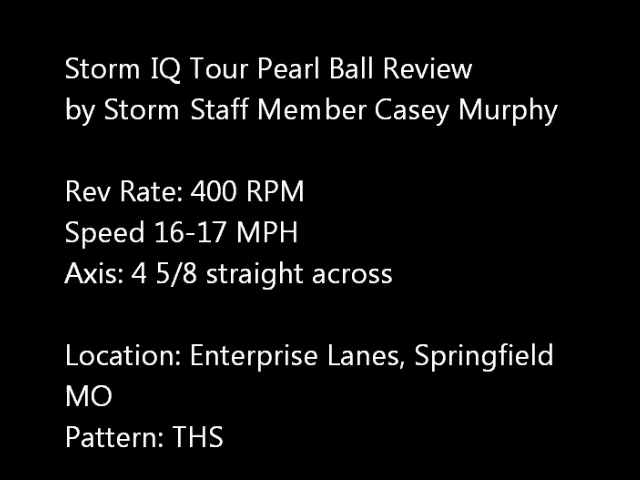 Storm IQ Tour Pearl Ball Review
by Storm Staff Member Casey Murphy
Rev Rate: 400 RPM
Speed 16-17 MPH
Axis: 4 5/8 straight across
Location: Enterprise Lanes, Springfield
MO
Pattern: THS